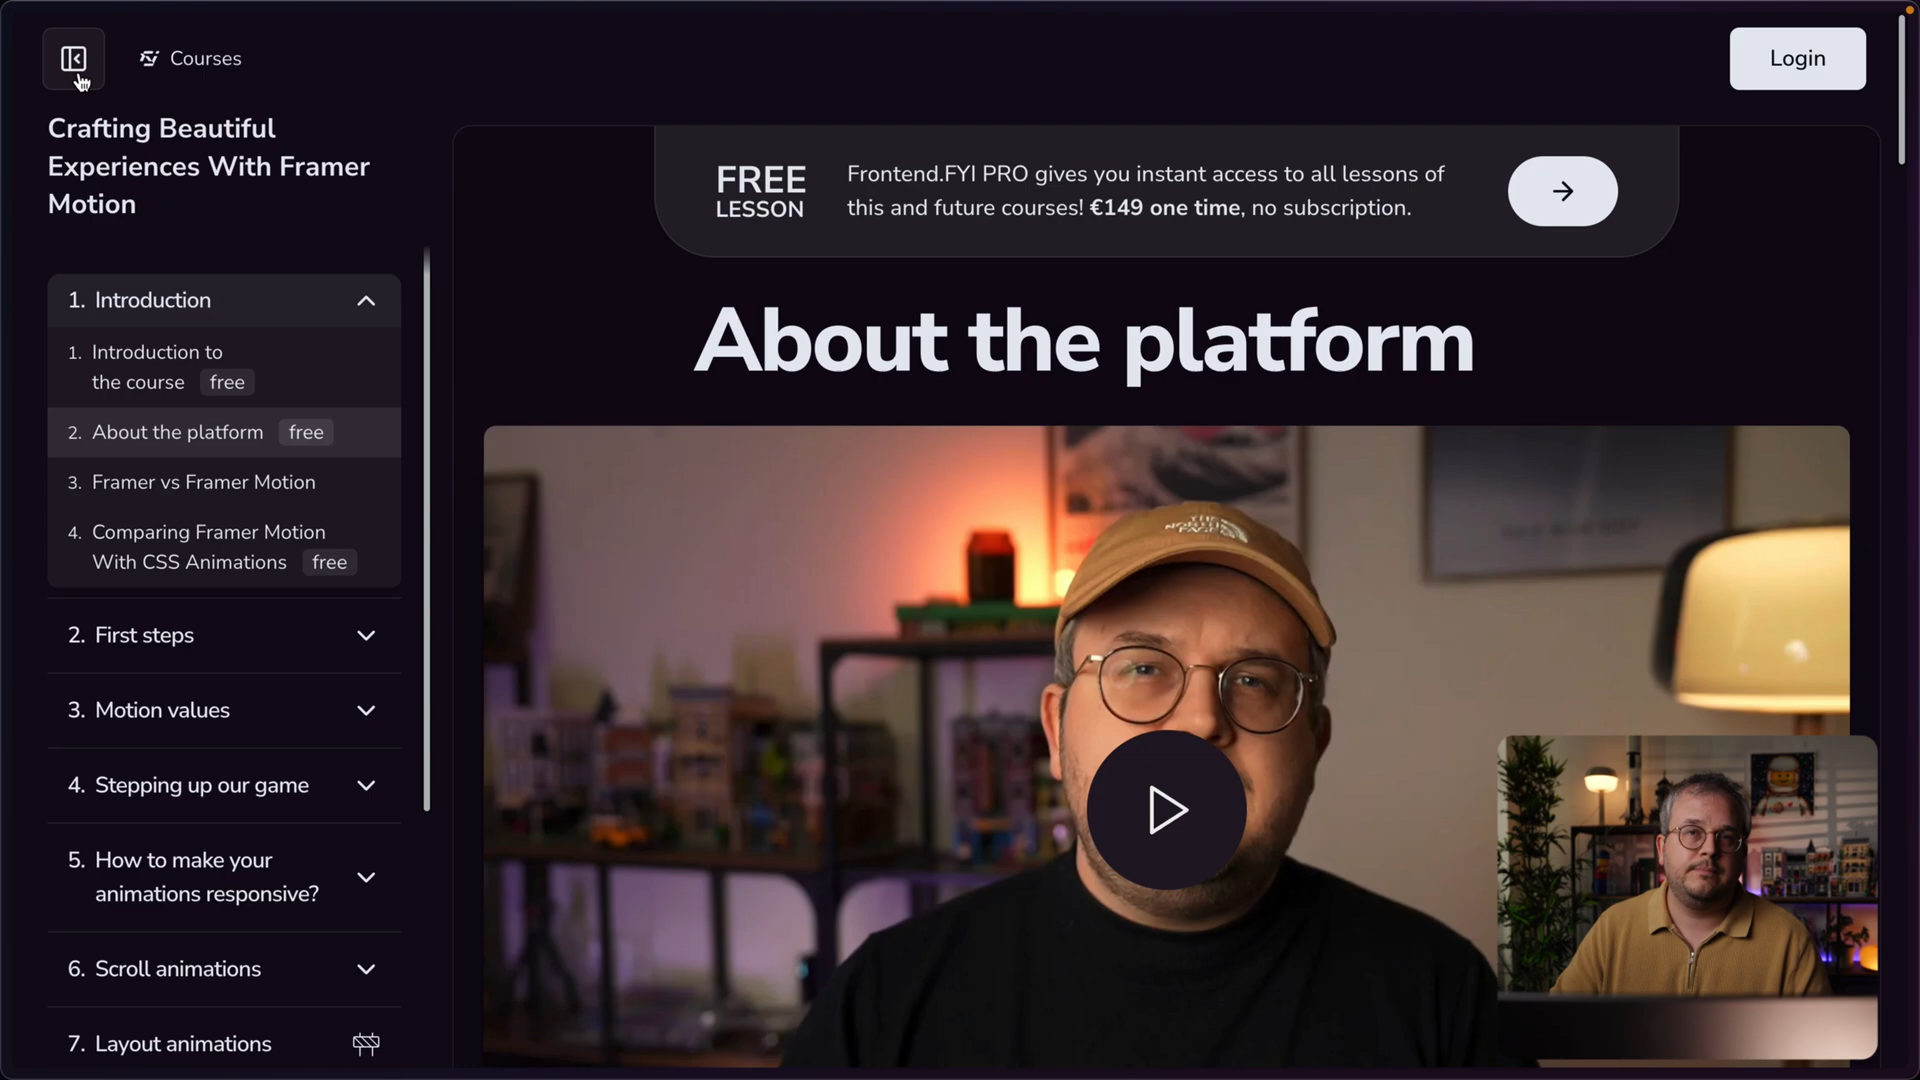 Courses
Login
Crafting Beautiful
Experiences With Framer
Motion
1. Introduction
1. Introduction to
the course free
2. About the platform free
3. Framer vs Framer Motion
4. Comparing Framer Motion
With CSS Animations free
2. First steps
3. Motion values
4. Stepping up our game
5. How to make your
animations responsive?
6. Scroll animations
7. Layout animations
FREE
LESSON
Frontend.FYI PRO gives you instant access to all lessons of
this and future courses! €149 one time, no subscription.
About the platform
THE
NORTH
FACE